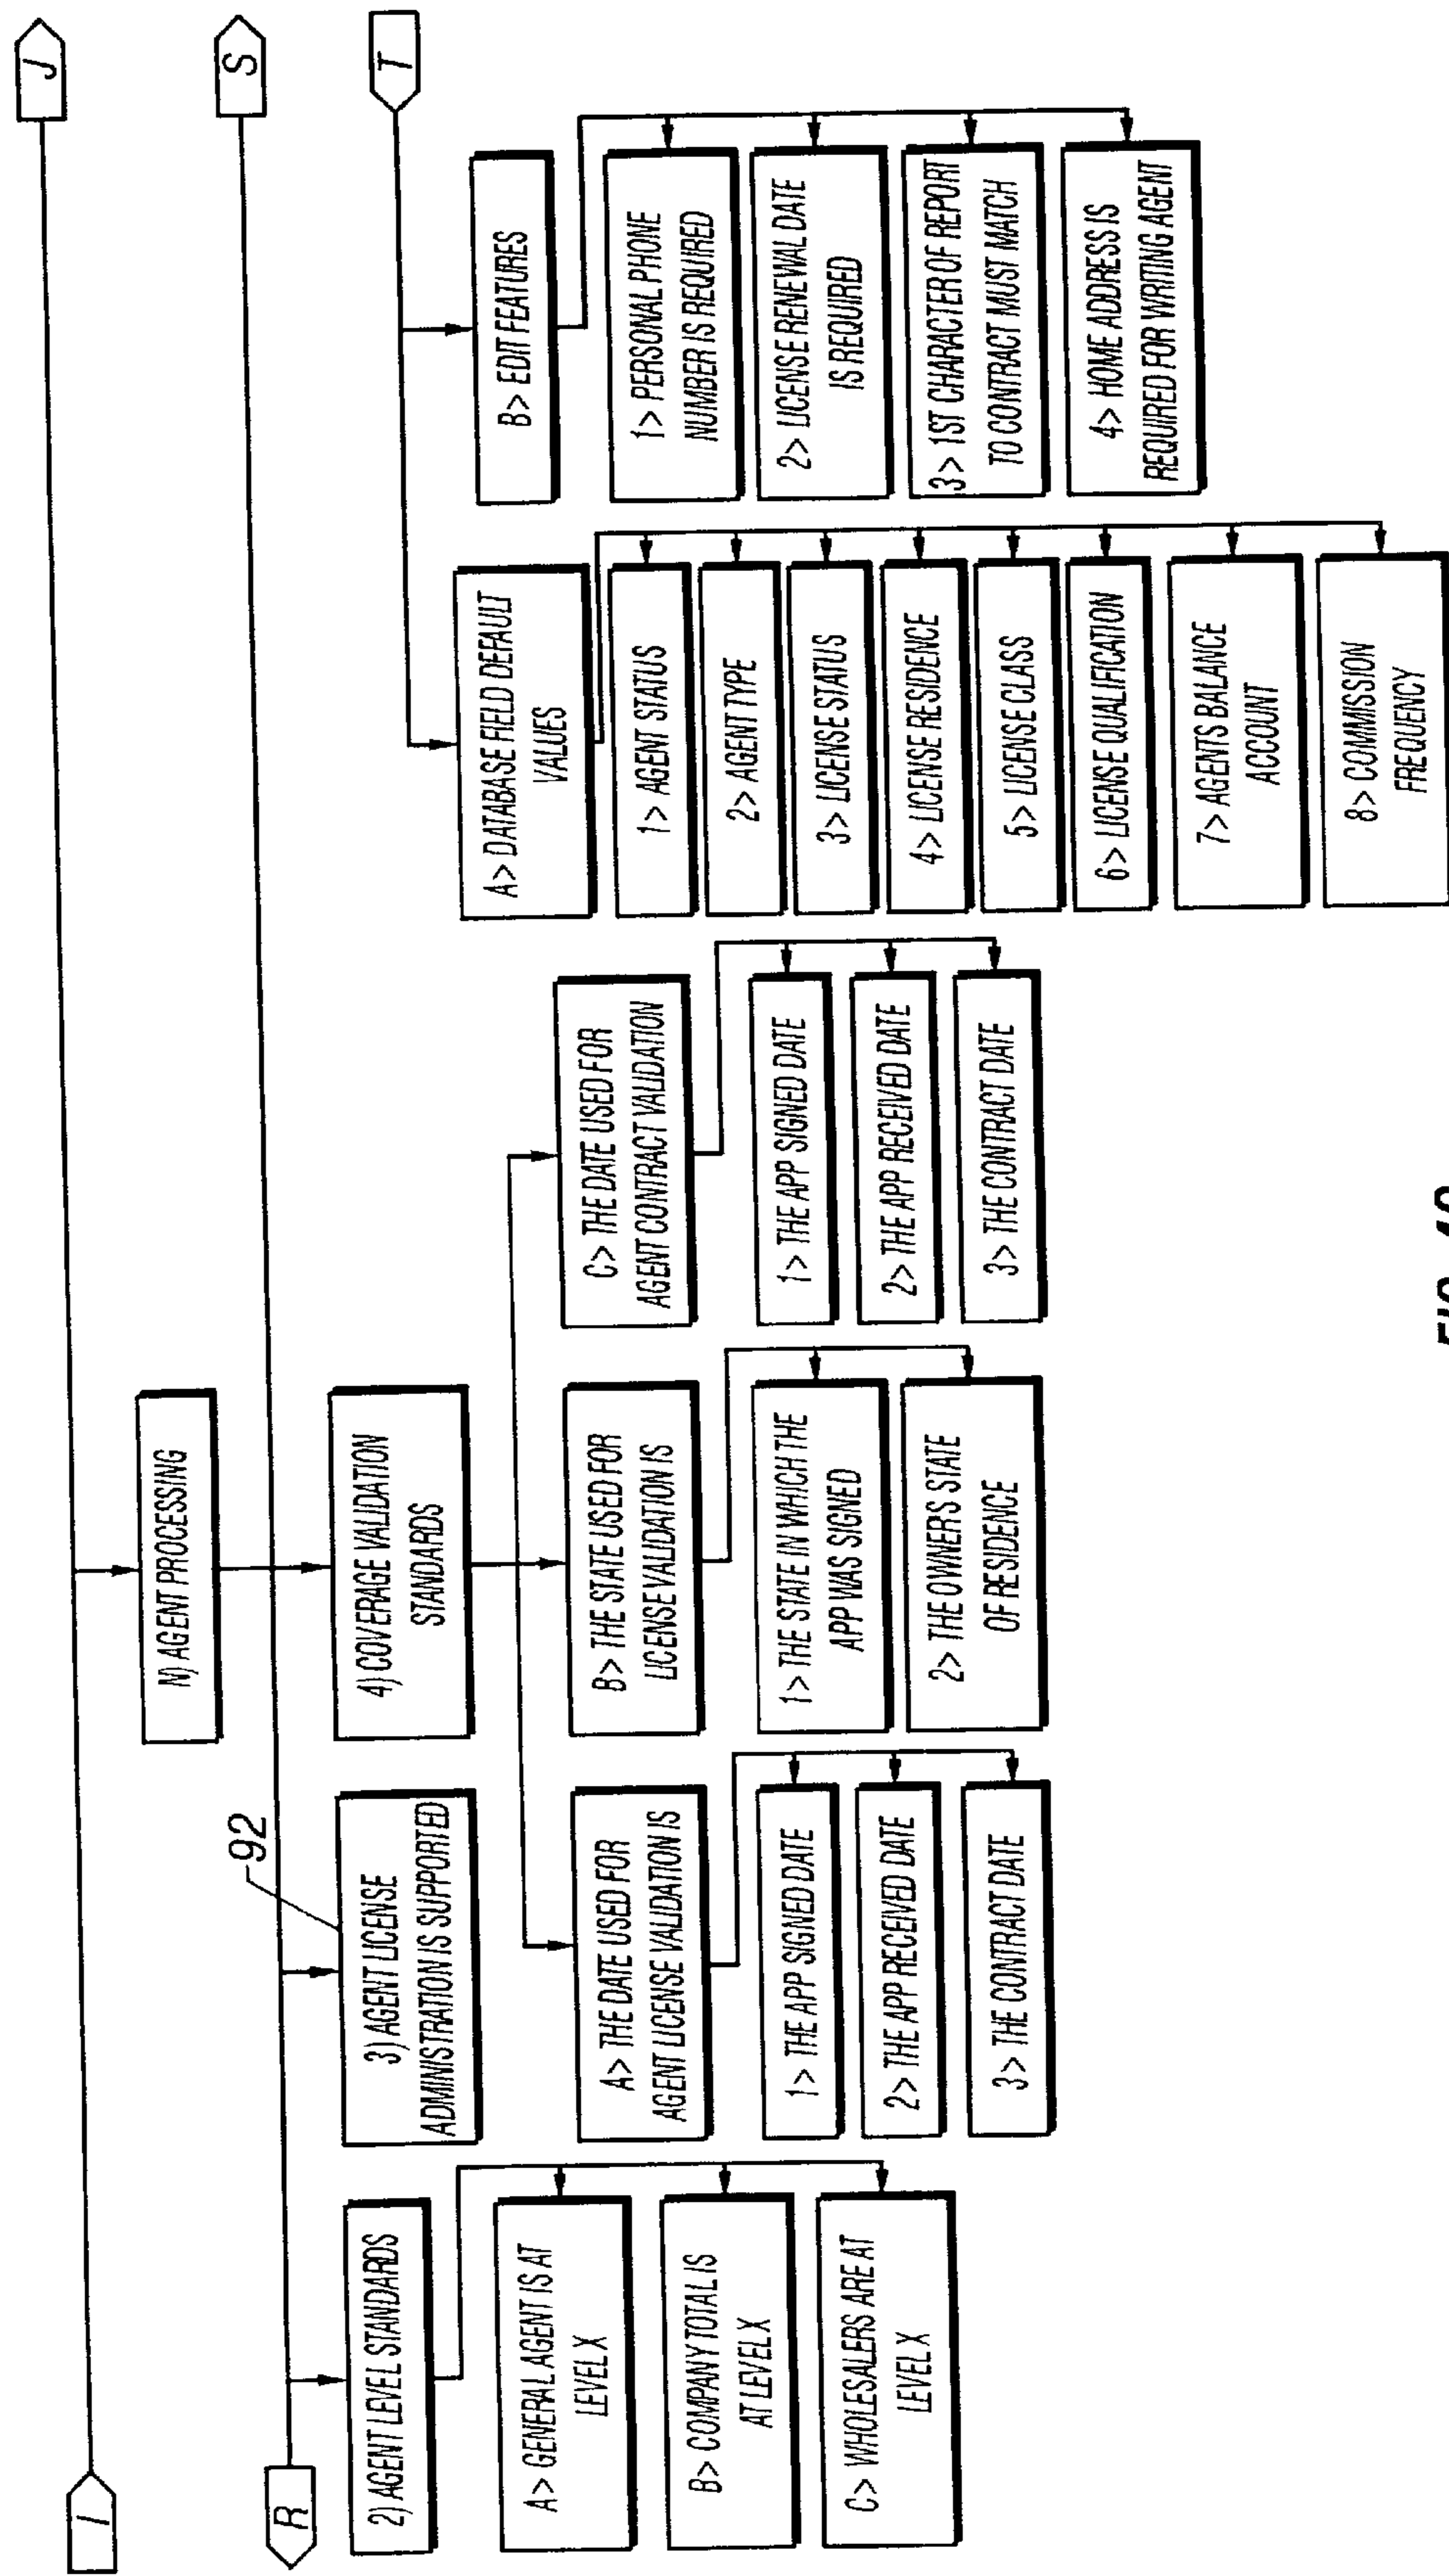 I
J
N) AGENT PROCESSING
R
S
92
2) AGENT LEVEL STANDARDS
A> GENERAL AGENT IS AT
LEVEL X
B> COMPANY TOTAL IS
AT LEVEL X
C> WHOLESALERS ARE AT
LEVEL X
3) AGENT LICENSE
ADMINISTRATION IS SUPPORTED
4) COVERAGE VALIDATION
STANDARDS
A> THE DATE USED FOR
AGENT LICENSE VALIDATION IS
1> THE APP SIGNED DATE
2> THE APP RECEIVED DATE
3> THE CONTRACT DATE
B> THE STATE USED FOR
LICENSE VALIDATION IS
1> THE STATE IN WHICH THE
APP WAS SIGNED
2> THE OWNERS STATE
OF RESIDENCE
C> THE DATE USED FOR
AGENT CONTRACT VALIDATION
1> THE APP SIGNED DATE
2> THE APP RECEIVED DATE
3> THE CONTRACT DATE
T
A> DATABASE FIELD DEFAULT
VALUES
1> AGENT STATUS
2> AGENT TYPE
3> LICENSE STATUS
4> LICENSE RESIDENCE
5> LICENSE CLASS
6> LICENSE QUALIFICATION
7> AGENTS BALANCE
ACCOUNT
8> COMMISSION
FREQUENCY
B> EDIT FEATURES
1> PERSONAL PHONE
NUMBER IS REQUIRED
2> LICENSE RENEWAL DATE
IS REQUIRED
3> 1ST CHARACTER OF REPORT
TO CONTRACT MUST MATCH
4> HOME ADDRESS IS
REQUIRED FOR WRITING AGENT